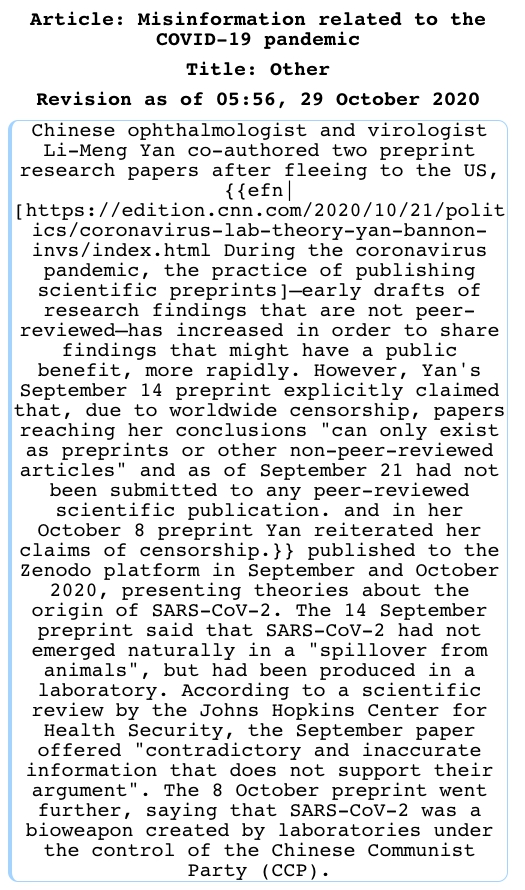 Article: Misinformation related to the
COVID-19 pandemic
Title: Other
Revision as of 05:56, 29 October 2020
Chinese ophthalmologist and virologist
Li-Meng Yan co-authored two preprint
research papers after fleeing to the US,
{{efn|
[https://edition.cnn.com/2020/10/21/polit
ics/coronavirus-lab-theory-yan-bannon-
invs/index.html During the coronavirus
pandemic, the practice of publishing
scientific preprints]—early drafts of
research findings that are not peer-
reviewed—has increased in order to share
findings that might have a public
benefit, more rapidly. However, Yan's
September 14 preprint explicitly claimed
that, due to worldwide censorship, papers
reaching her conclusions "can only exist
as preprints or other non-peer-reviewed
articles" and as of September 21 had not
been submitted to any peer-reviewed
scientific publication. and in her
October 8 preprint Yan reiterated her
claims of censorship.}} published to the
Zenodo platform in September and October
2020, presenting theories about the
origin of SARS-CoV-2. The 14 September
preprint said that SARS-CoV-2 had not
emerged naturally in a "spillover from
animals", but had been produced in a
laboratory. According to a scientific
review by the Johns Hopkins Center for
Health Security, the September paper
offered "contradictory and inaccurate
information that does not support their
argument". The 8 October preprint went
further, saying that SARS-CoV-2 was a
bioweapon created by laboratories under
the control of the Chinese Communist
Party (CCP).